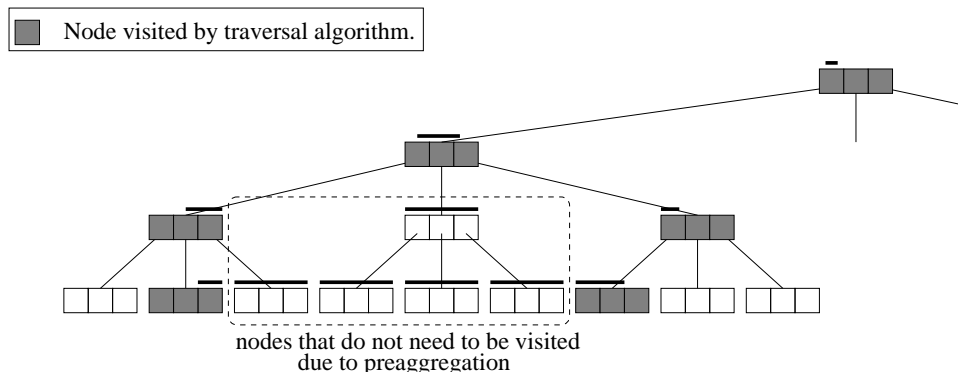 Node visited by traversal algorithm.
nodes that do not need to be visited
due to preaggregation